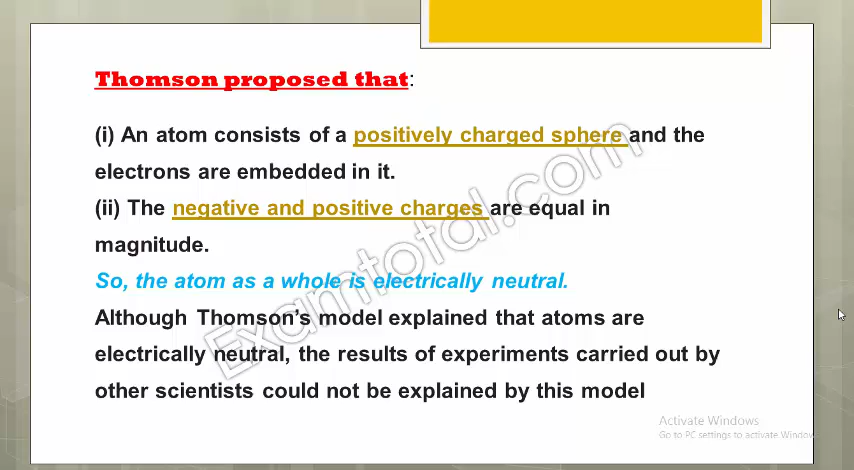 Thomson proposed that:
(i) An atom consists of a positively charged sphere and the
electrons are embedded in it.
(ii) The negative and positive charges are equal in
magnitude.
So, the atom as a whole is electrically neutral.
Although Thomson's model explained that atoms are
electrically neutral, the results of experiments carried out by
other scientists could not be explained by this model
Examtotal.com
Activate Windows
Go to PC settings to activate Window